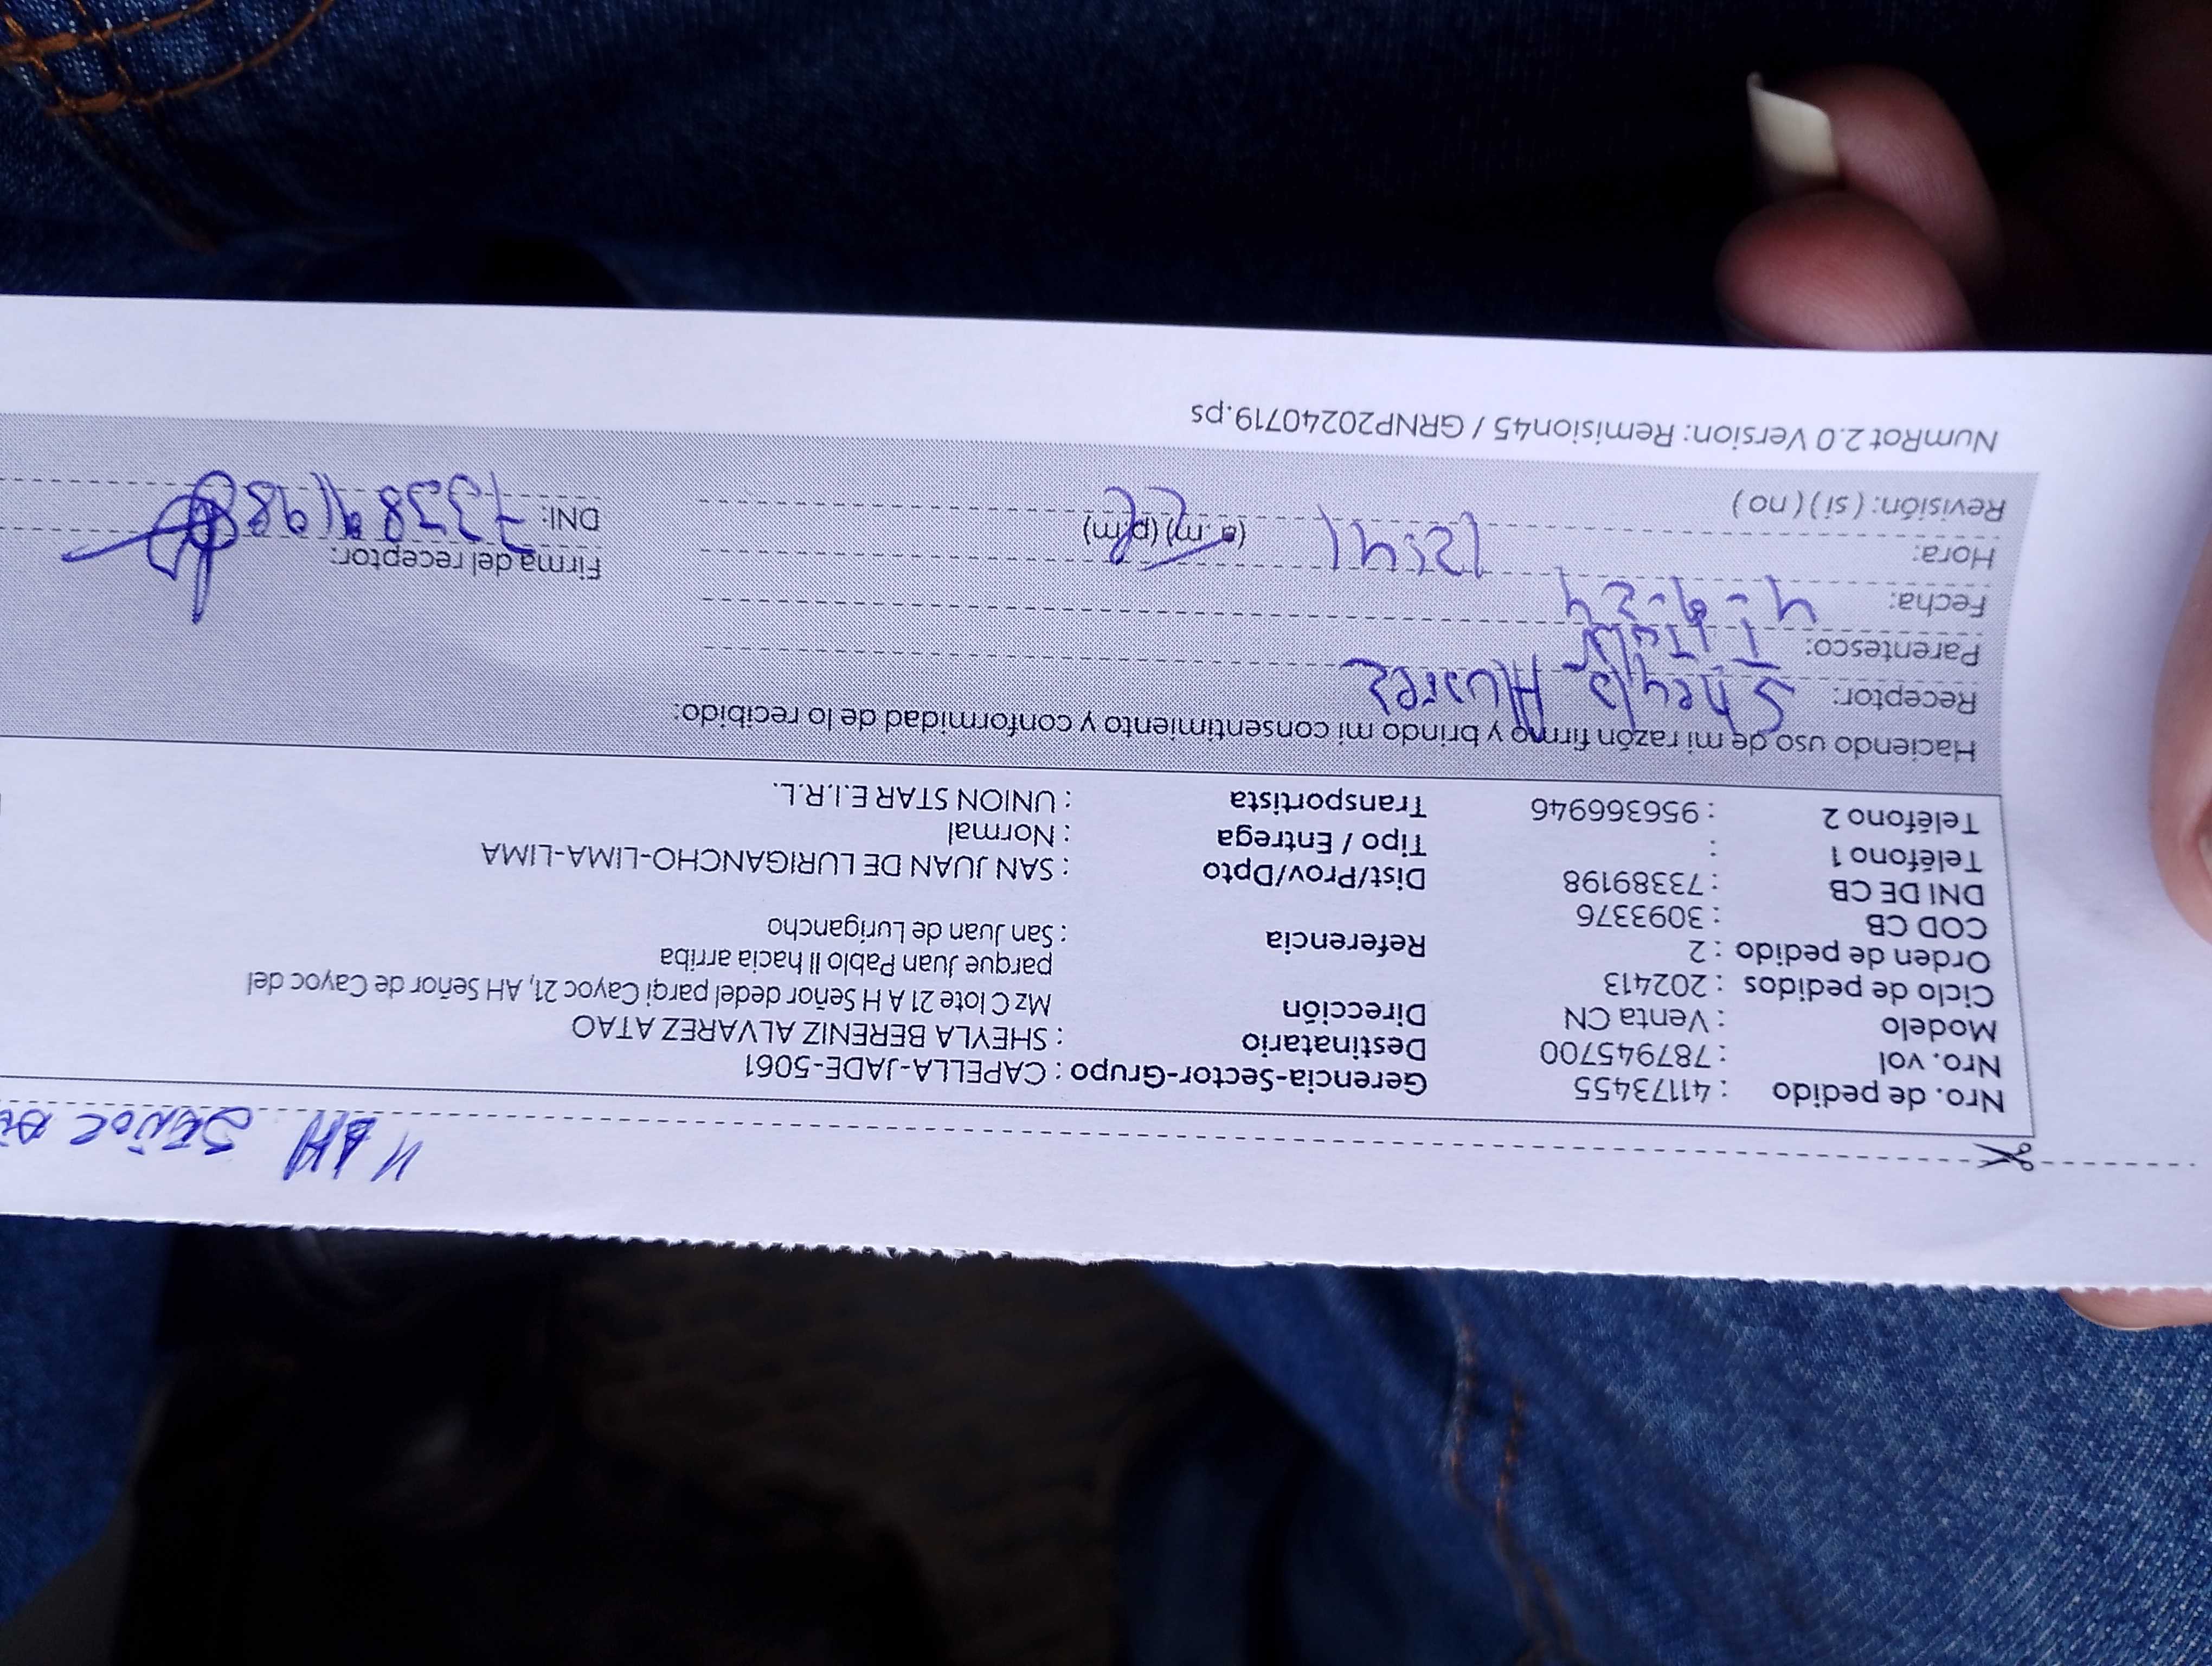 4 AH SEÑOR DE
Nro. de pedido : 41173455 Gerencia-Sector-Grupo : CAPELLA-JADE-5061
Nro. vol : 787945700 Destinatario : SHEYLA BERENIZ ALVAREZ ATAO
Modelo : Venta CN Dirección Mz C lote 21 A H Señor dedel parqi Cayoc 21, AH Señor de Cayoc del
Ciclo de pedidos : 202413 parque Juan Pablo II hacia arriba
Orden de pedido : 2 Referencia : San Juan de Lurigancho
COD CB : 3093376
DNI DE CB : 73389198 Dist/Prov/Dpto : SAN JUAN DE LURIGANCHO-LIMA-LIMA
Teléfono 1 : Tipo / Entrega : Normal
Teléfono 2 : 956366946 Transportista : UNION STAR E.I.R.L.
Haciendo uso de mi razón firmo y brindo mi consentimiento y conformidad de lo recibido:
Receptor: Sheyla Alvarez
Parentesco: Titular
Fecha: 4-9-24
Hora: 12:41 (a.m) (p.m) Firma del receptor:
Revisión: ( si ) ( no ) DNI: 73389198
NumRot 2.0 Version: Remision45 / GRNP20240719.ps